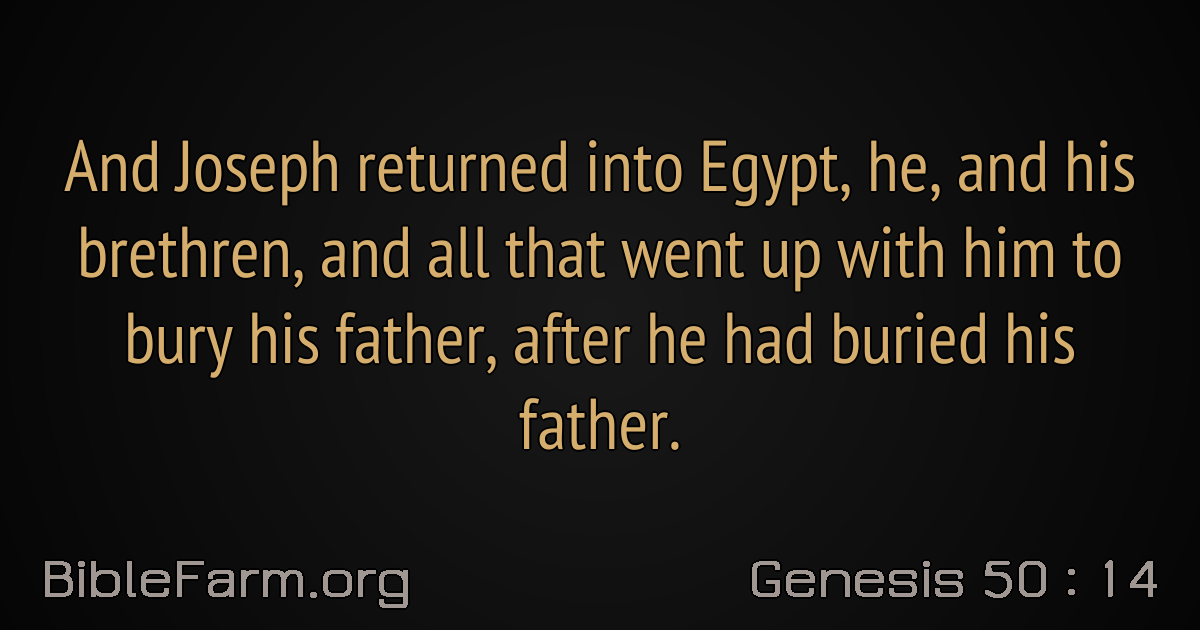 And Joseph returned into Egypt, he, and his
brethren, and all that went up with him to
bury his father, after he had buried his
father.
BibleFarm.org
Genesis 50 : 14